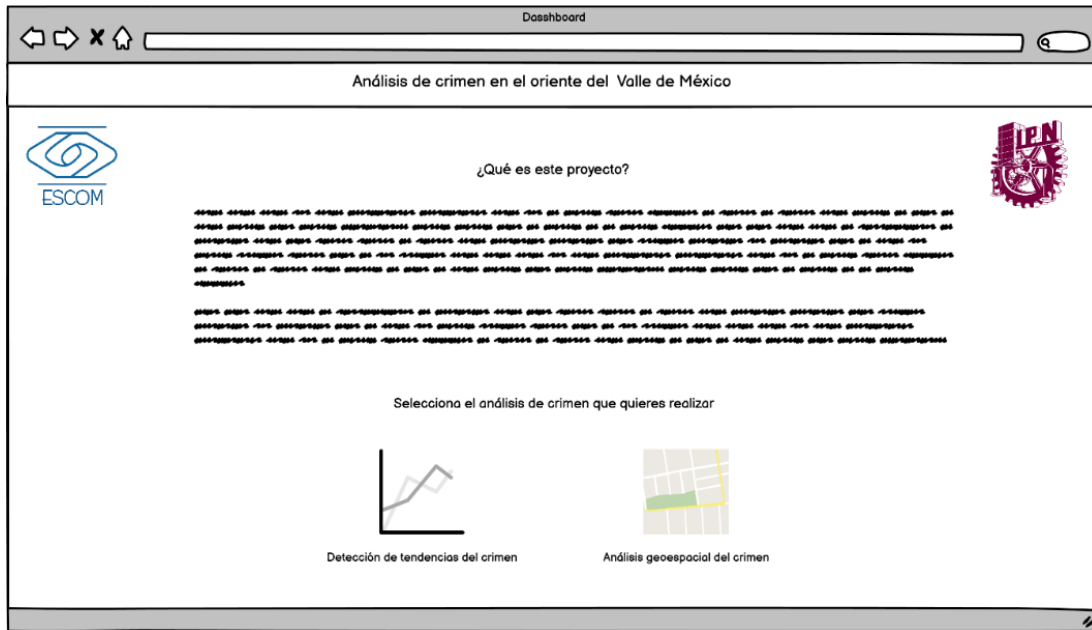 Dasshboard
Análisis de crimen en el oriente del Valle de México
ESCOM
IPN
¿Qué es este proyecto?
Selecciona el análisis de crimen que quieres realizar
Detección de tendencias del crimen
Análisis geoespacial del crimen